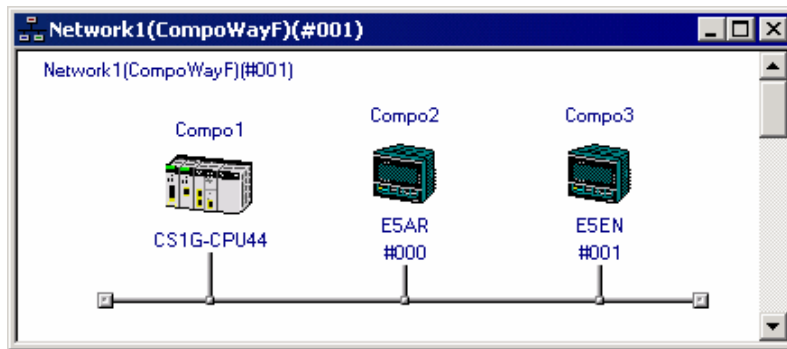 Network1(CompoWayF)(#001)
Network1(CompoWayF)(#001)
Compo1
Compo2
Compo3
CS1G-CPU44
E5AR
#000
E5EN
#001